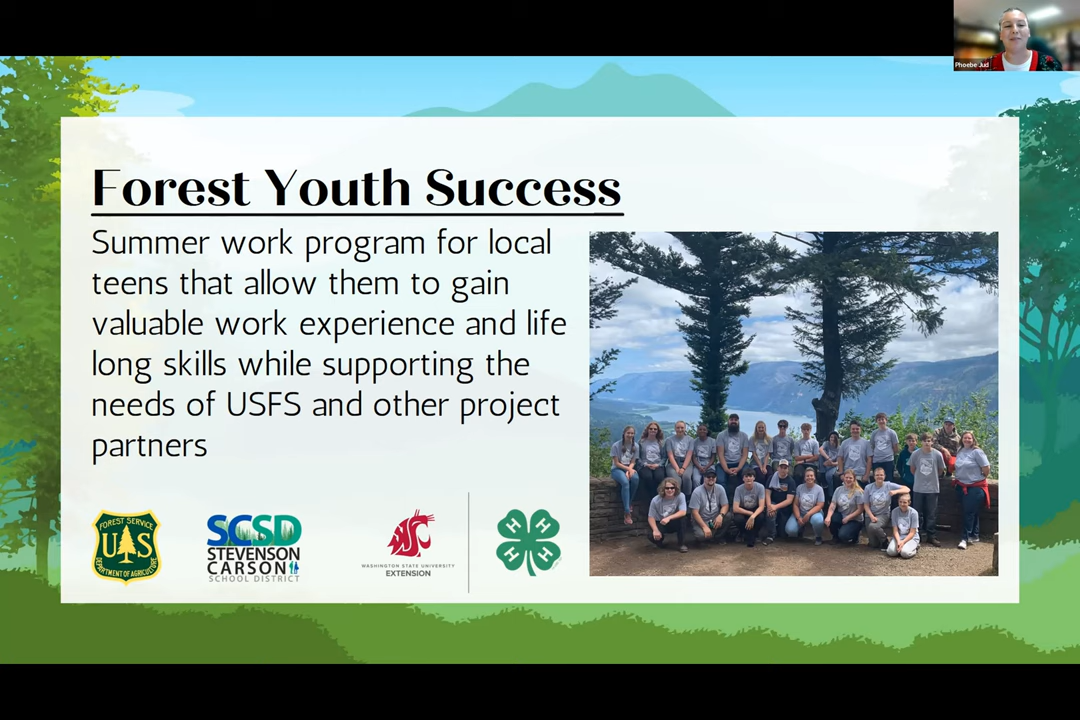 Phoebe Jud
Forest Youth Success
Summer work program for local
teens that allow them to gain
valuable work experience and life
long skills while supporting the
needs of USFS and other project
partners
FOREST SERVICE
U S
DEPARTMENT OF AGRICULTURE
SCSD
STEVENSON
CARSON
SCHOOL DISTRICT
WASHINGTON STATE UNIVERSITY
EXTENSION
H H
H H